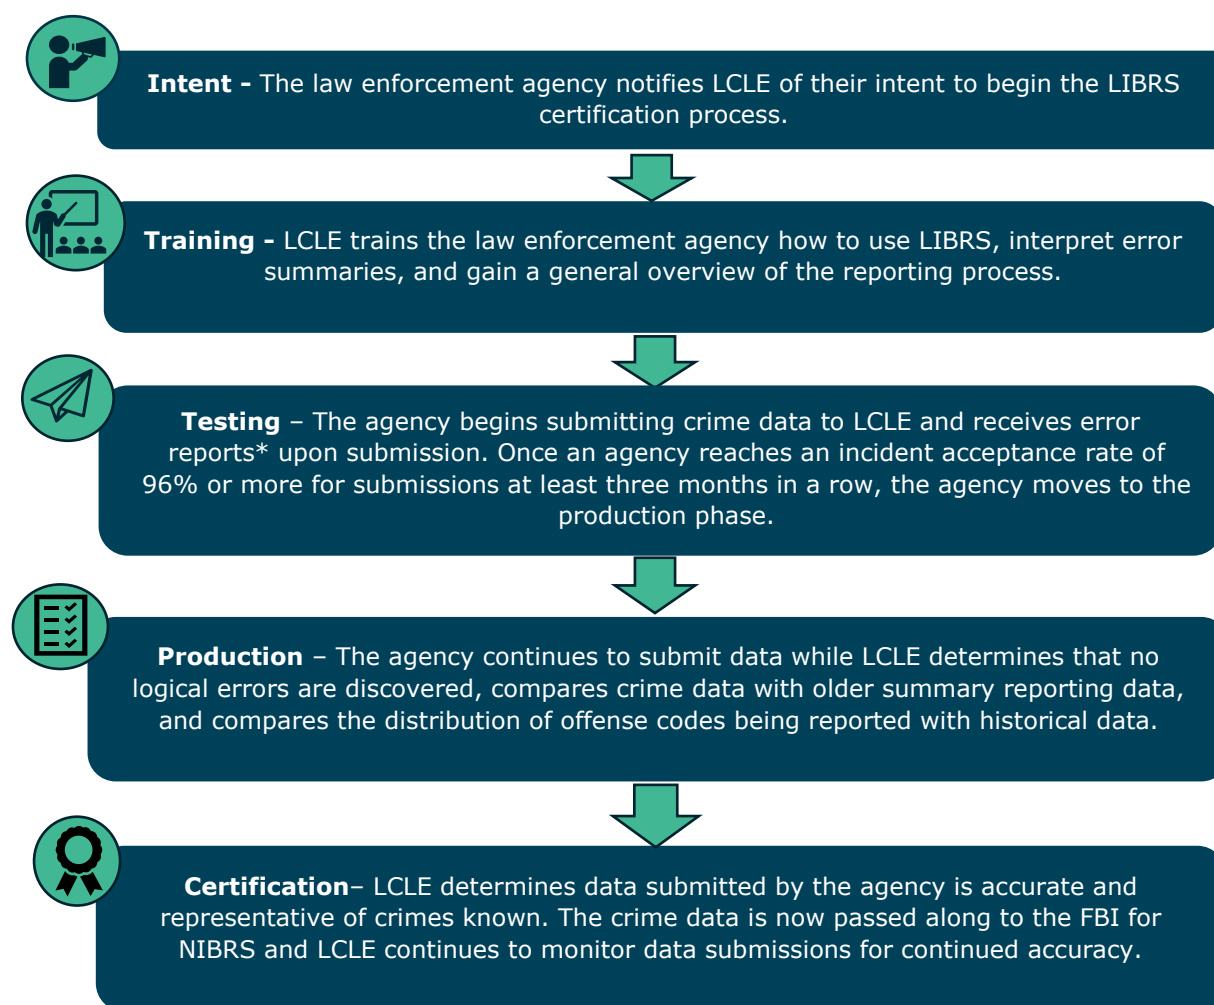 Intent - The law enforcement agency notifies LCLE of their intent to begin the LIBRS
certification process.
Training - LCLE trains the law enforcement agency how to use LIBRS, interpret error
summaries, and gain a general overview of the reporting process.
Testing – The agency begins submitting crime data to LCLE and receives error
reports* upon submission. Once an agency reaches an incident acceptance rate of
96% or more for submissions at least three months in a row, the agency moves to the
production phase.
Production – The agency continues to submit data while LCLE determines that no
logical errors are discovered, compares crime data with older summary reporting data,
and compares the distribution of offense codes being reported with historical data.
Certification– LCLE determines data submitted by the agency is accurate and
representative of crimes known. The crime data is now passed along to the FBI for
NIBRS and LCLE continues to monitor data submissions for continued accuracy.